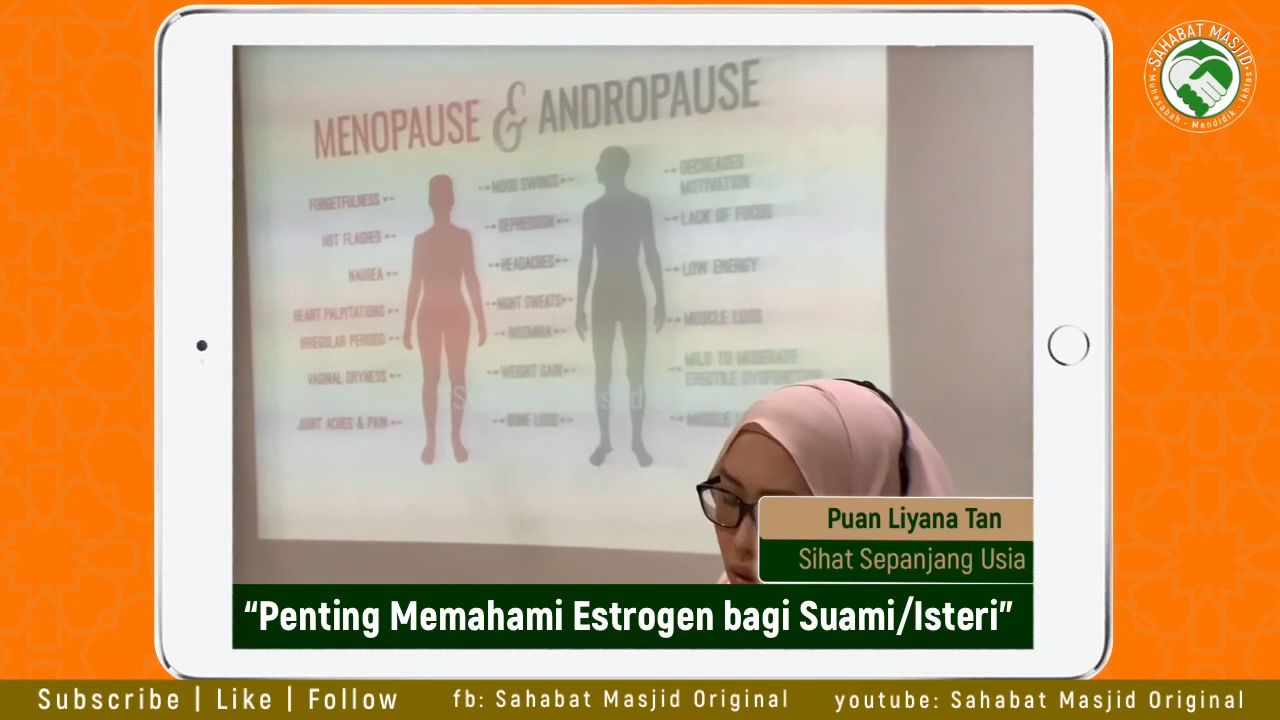 SAHABAT MASJID
Muhasabah - Mendidik - Ikhlas
MENOPAUSE & ANDROPAUSE
FORGETFULNESS
HOT FLASHES
NAUSEA
HEART PALPITATIONS
IRREGULAR PERIODS
VAGINAL DRYNESS
JOINT ACHES & PAIN
MOOD SWINGS
DEPRESSION
HEADACHES
NIGHT SWEATS
INSOMNIA
WEIGHT GAIN
BONE LOSS
DECREASED
MOTIVATION
LACK OF FOCUS
LOW ENERGY
MUSCLE LOSS
MILD TO MODERATE
ERECTILE DYSFUNCTION
Puan Liyana Tan
Sihat Sepanjang Usia
“Penting Memahami Estrogen bagi Suami/Isteri”
Subscribe | Like | Follow
fb: Sahabat Masjid Original
youtube: Sahabat Masjid Original